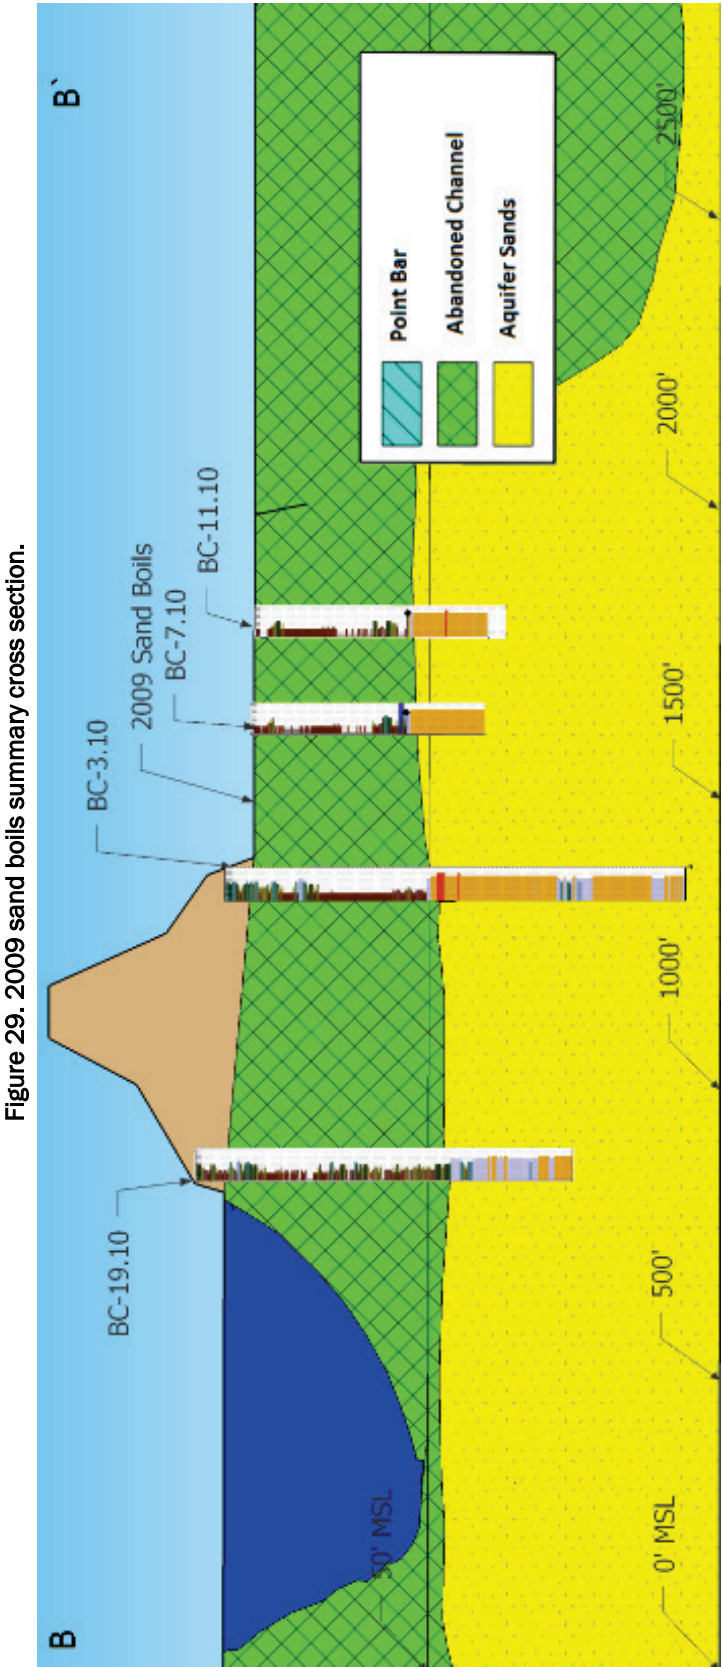 Figure 29. 2009 sand boils summary cross section.
B
B`
BC-19.10
BC-3.10
2009 Sand Boils
BC-7.10
BC-11.10
Point Bar
Abandoned Channel
Aquifer Sands
50' MSL
0' MSL
500'
1000'
1500'
2000'
2500'